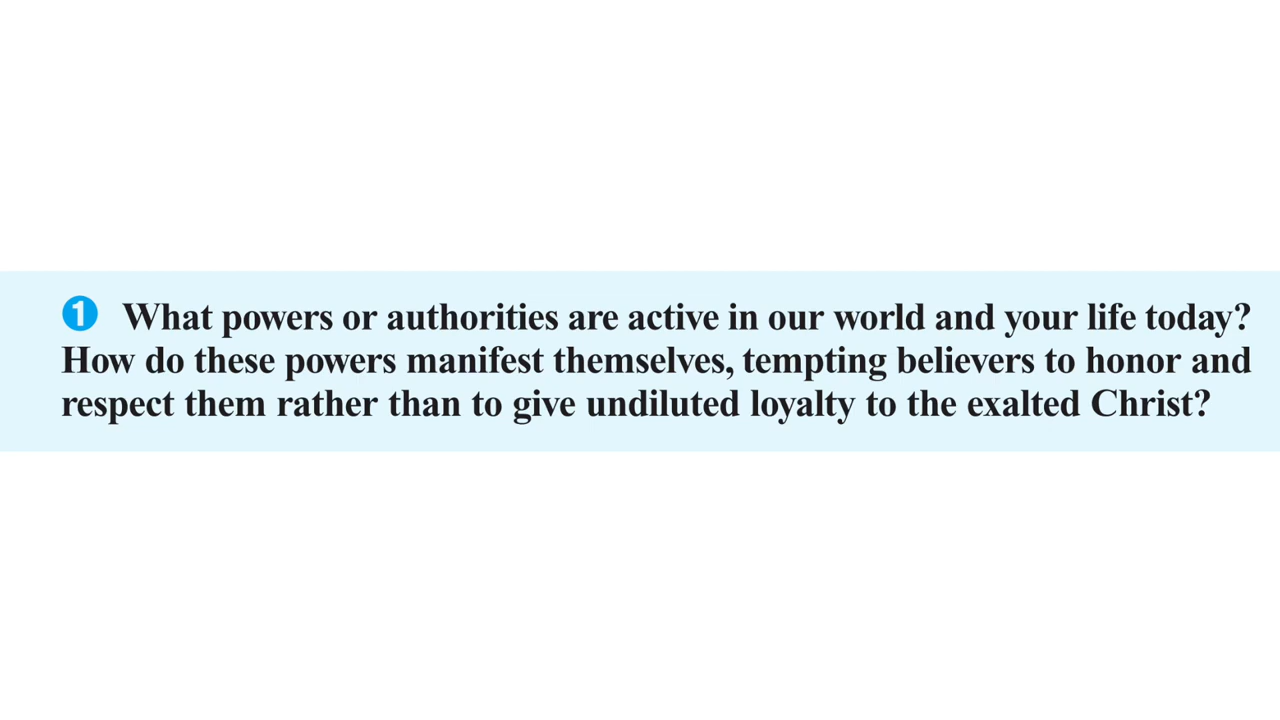 1 What powers or authorities are active in our world and your life today?
How do these powers manifest themselves, tempting believers to honor and
respect them rather than to give undiluted loyalty to the exalted Christ?